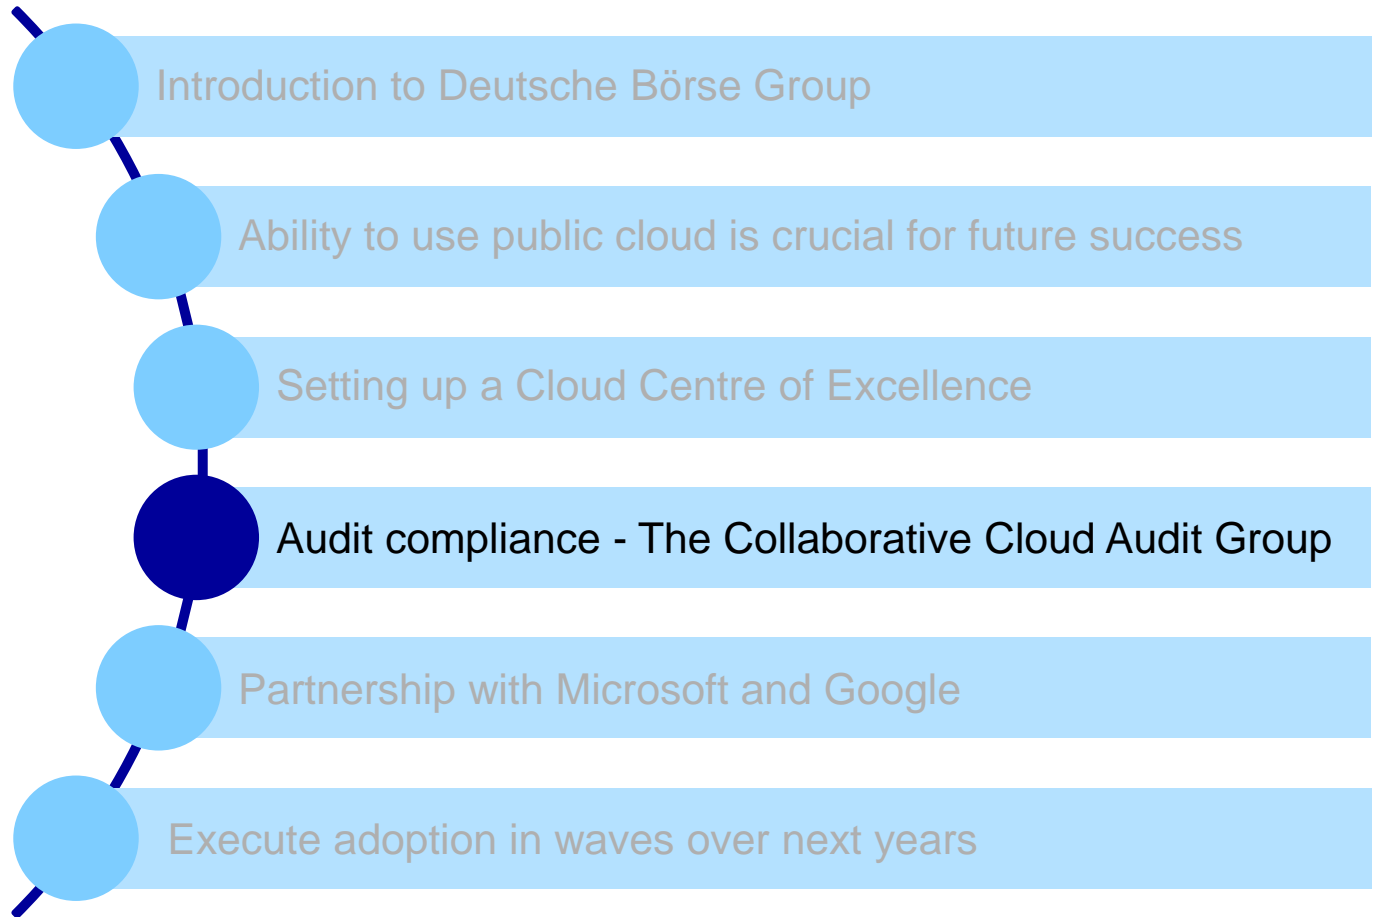 Introduction to Deutsche Börse Group
Ability to use public cloud is crucial for future success
Setting up a Cloud Centre of Excellence
Audit compliance - The Collaborative Cloud Audit Group
Partnership with Microsoft and Google
Execute adoption in waves over next years